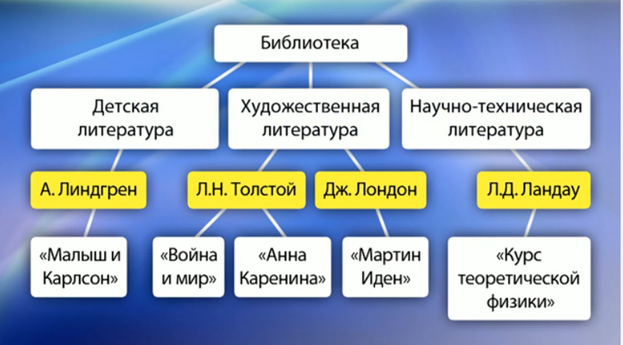 Библиотека
Детская
литература
Художественная
литература
Научно-техническая
литература
А. Линдгрен
Л.Н. Толстой
Дж. Лондон
Л.Д. Ландау
«Малыш и
Карлсон»
«Война
и мир»
«Анна
Каренина»
«Мартин
Иден»
«Курс
теоретической
физики»